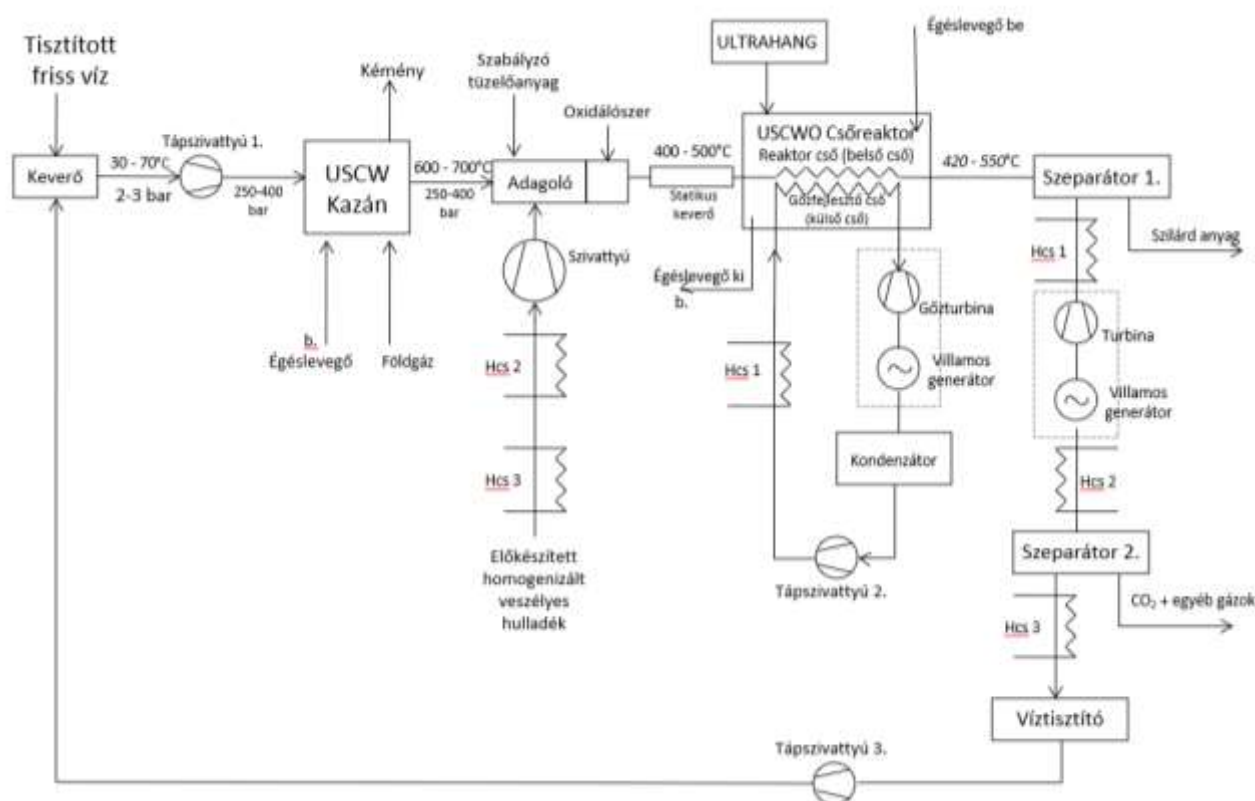 Tisztított
friss víz
Keverő
30 - 70°C
2-3 bar
Tápszivattyú 1.
250-400
bar
Kémény
USCW
Kazán
b.
Égéslevegő
Földgáz
600 - 700°C
250-400
bar
Szabályzó
tüzelőanyag
Oxidálószer
Adagoló
Szivattyú
Hcs 2
Hcs 3
Előkészített
homogenizált
veszélyes
hulladék
400 - 500°C
Statikus
keverő
ULTRAHANG
Égéslevegő be
USCWO Csőreaktor
Reaktor cső (belső cső)
Gőzfejlesztő cső
(külső cső)
Égéslevegő ki
b.
Hcs 1
Gőzturbina
Villamos
generátor
Kondenzátor
Tápszivattyú 2.
420 - 550°C
Szeparátor 1.
Szilárd anyag
Hcs 1
Turbina
Villamos
generátor
Hcs 2
Szeparátor 2.
CO₂ + egyéb gázok
Hcs 3
Víztisztító
Tápszivattyú 3.